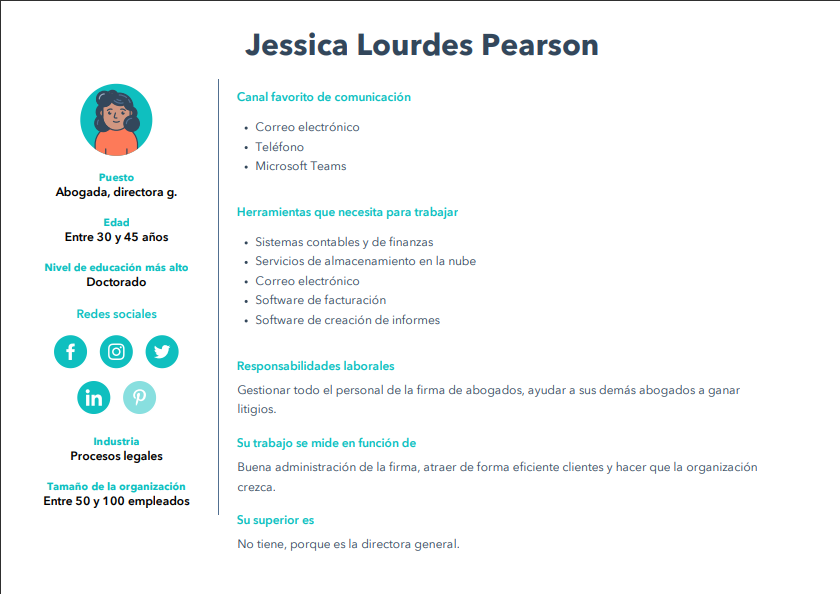 Jessica Lourdes Pearson
Puesto
Abogada, directora g.
Edad
Entre 30 y 45 años
Nivel de educación más alto
Doctorado
Redes sociales
Industria
Procesos legales
Tamaño de la organización
Entre 50 y 100 empleados
Canal favorito de comunicación
• Correo electrónico
• Teléfono
• Microsoft Teams
Herramientas que necesita para trabajar
• Sistemas contables y de finanzas
• Servicios de almacenamiento en la nube
• Correo electrónico
• Software de facturación
• Software de creación de informes
Responsabilidades laborales
Gestionar todo el personal de la firma de abogados, ayudar a sus demás abogados a ganar
litigios.
Su trabajo se mide en función de
Buena administración de la firma, atraer de forma eficiente clientes y hacer que la organización
crezca.
Su superior es
No tiene, porque es la directora general.